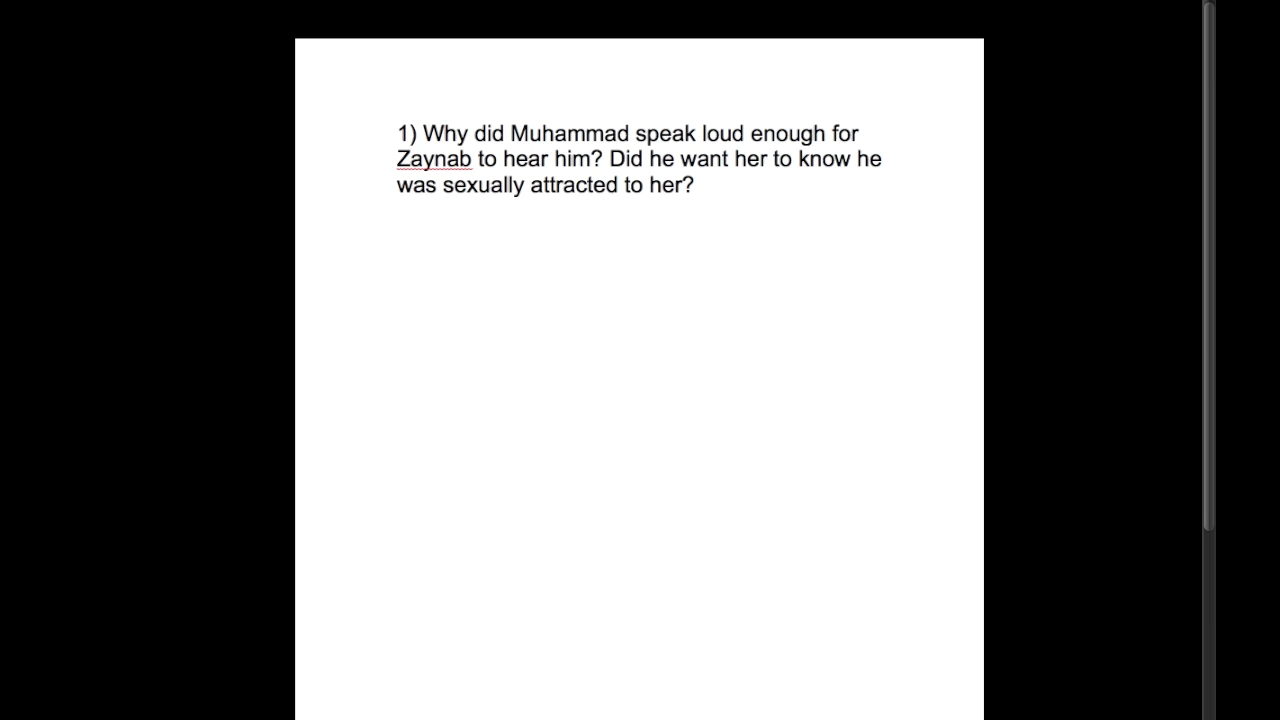 1) Why did Muhammad speak loud enough for
Zaynab to hear him? Did he want her to know he
was sexually attracted to her?